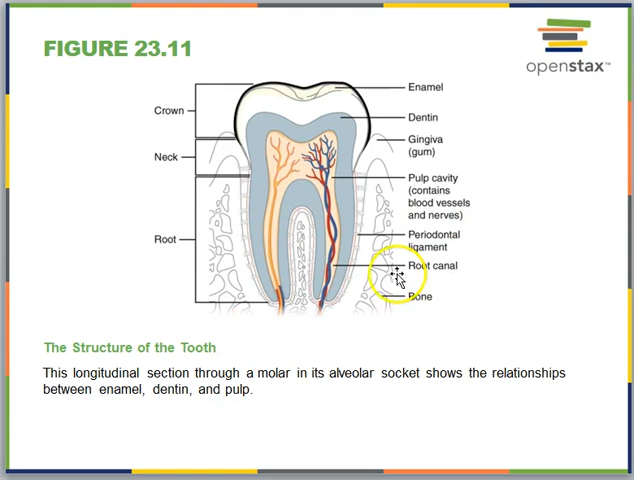 FIGURE 23.11
openstax™
Enamel
Crown
Dentin
Gingiva
(gum)
Neck
Pulp cavity
(contains
blood vessels
and nerves)
Periodontal
ligament
Root
Root canal
Bone
The Structure of the Tooth
This longitudinal section through a molar in its alveolar socket shows the relationships
between enamel, dentin, and pulp.